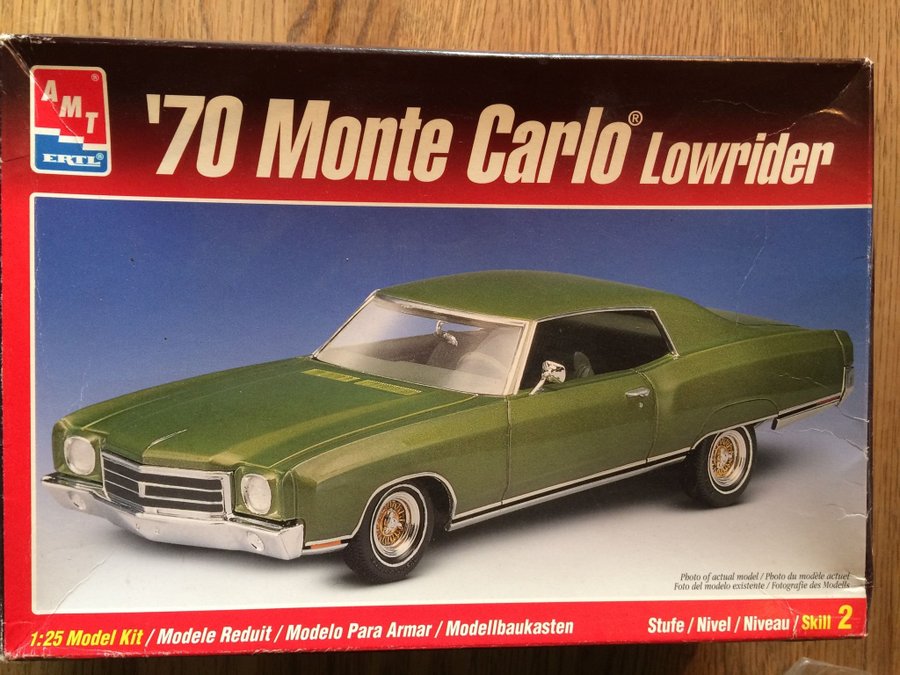 AMT®
ERTL®
'70 Monte Carlo® Lowrider
Photo of actual model / Photo du modèle actuel
Foto del modelo existente / Fotografie des Modells
1:25 Model Kit / Modele Reduit / Modelo Para Armar / Modellbaukasten
Stufe / Nivel / Niveau / Skill 2